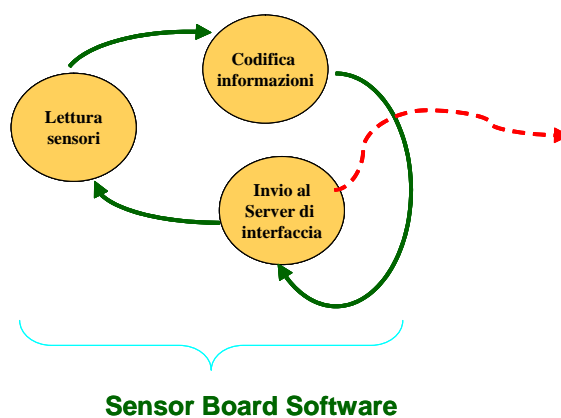 Codifica
informazioni
Lettura
sensori
Invio al
Server di
interfaccia
Sensor Board Software